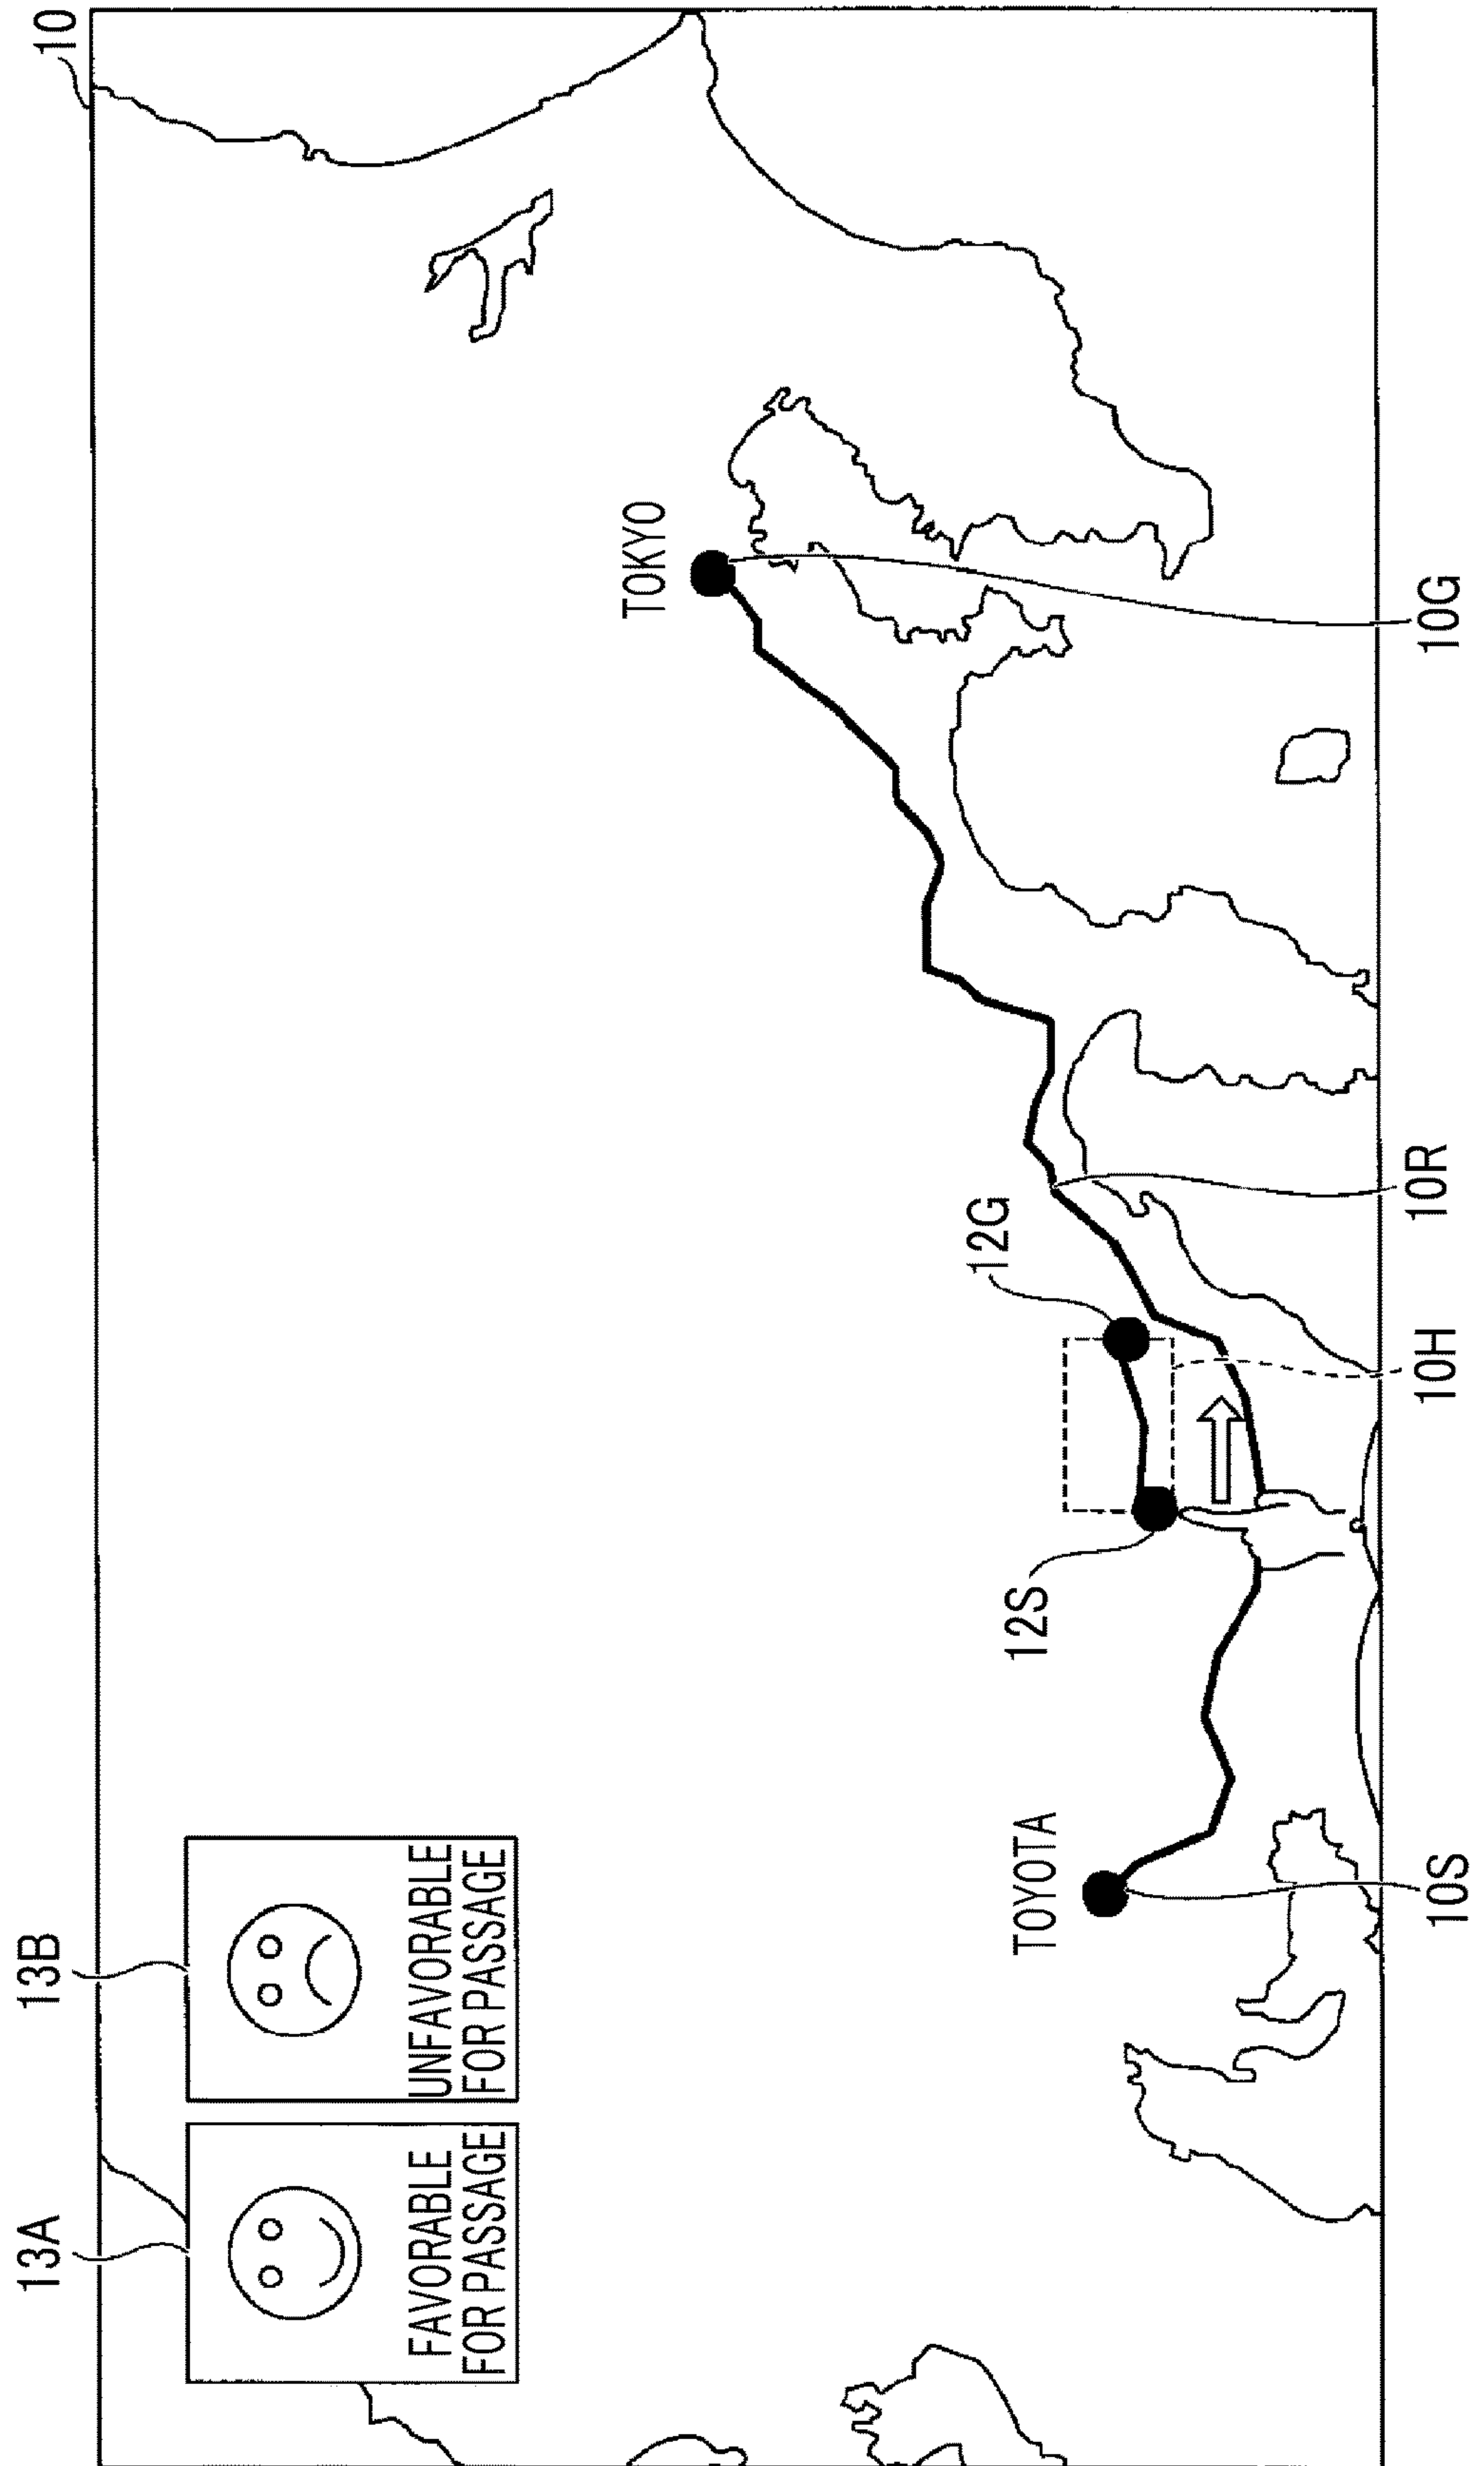 10
13A
13B
FAVORABLE
FOR PASSAGE
UNFAVORABLE
FOR PASSAGE
TOKYO
12G
12S
TOYOTA
10S
10H
10R
10G